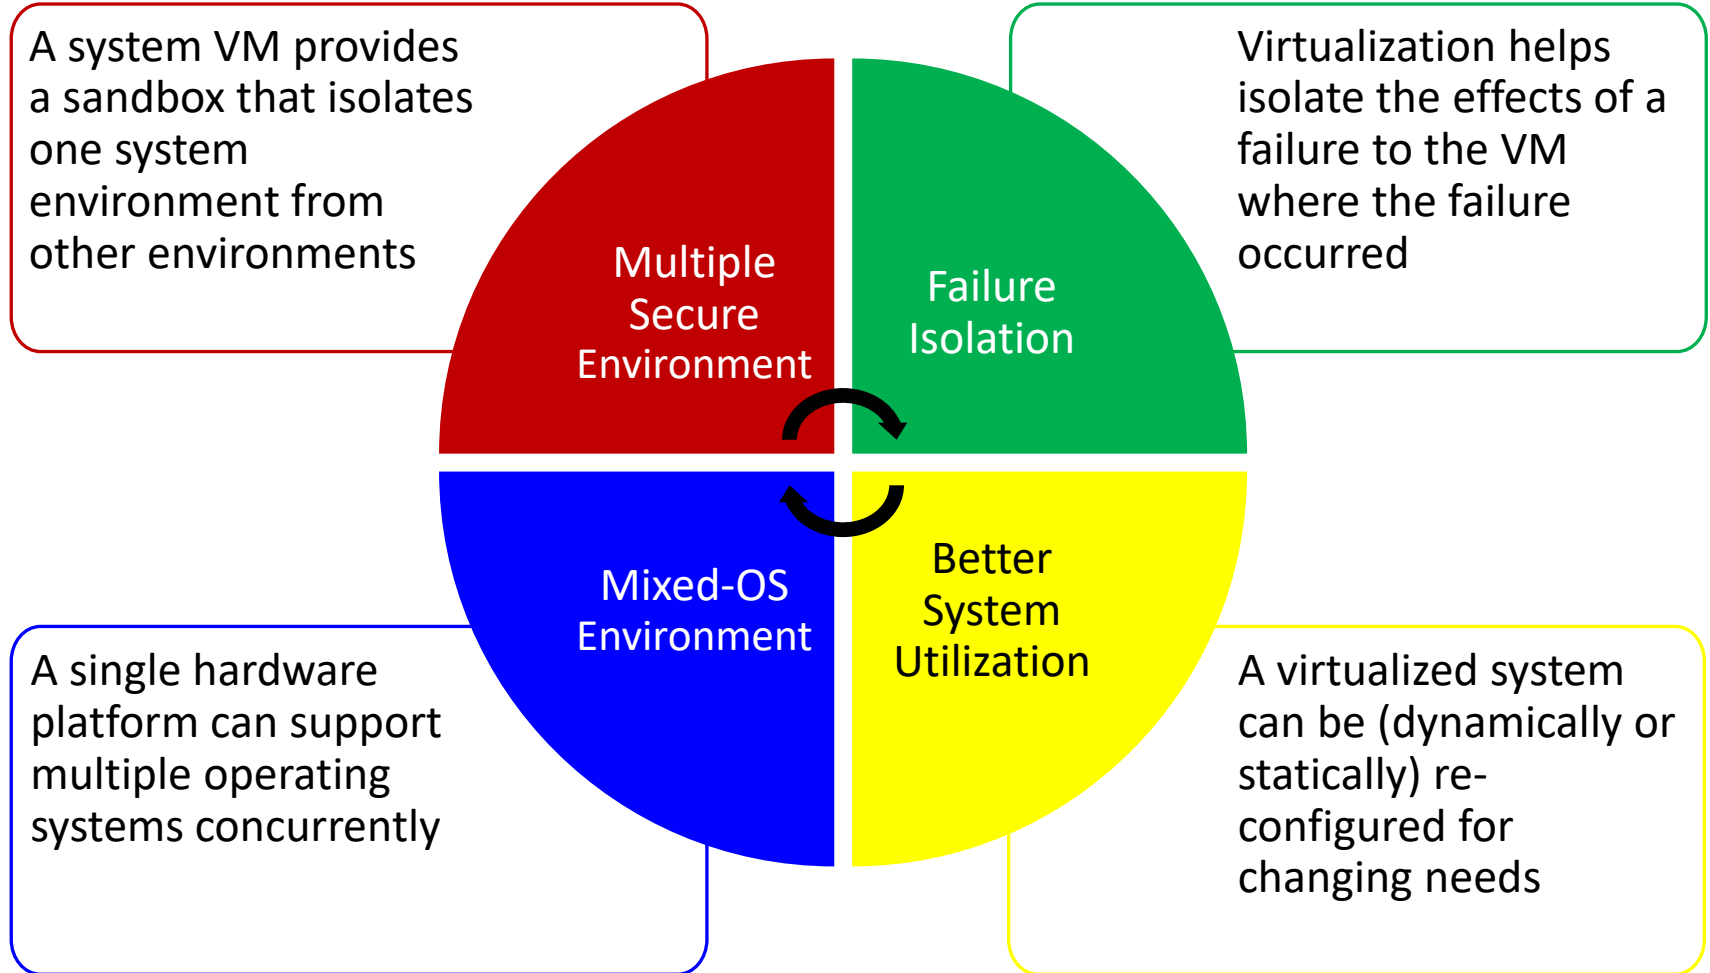 A system VM provides
a sandbox that isolates
one system
environment from
other environments
Virtualization helps
isolate the effects of a
failure to the VM
where the failure
occurred
Multiple
Secure
Environment
Failure
Isolation
Mixed-OS
Environment
Better
System
Utilization
A single hardware
platform can support
multiple operating
systems concurrently
A virtualized system
can be (dynamically or
statically) re-
configured for
changing needs